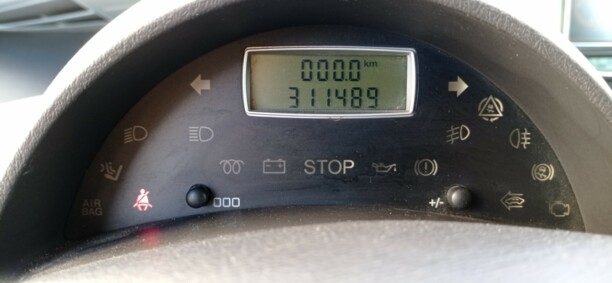 000.0 km
311489
STOP
AIR BAG
000
+/-